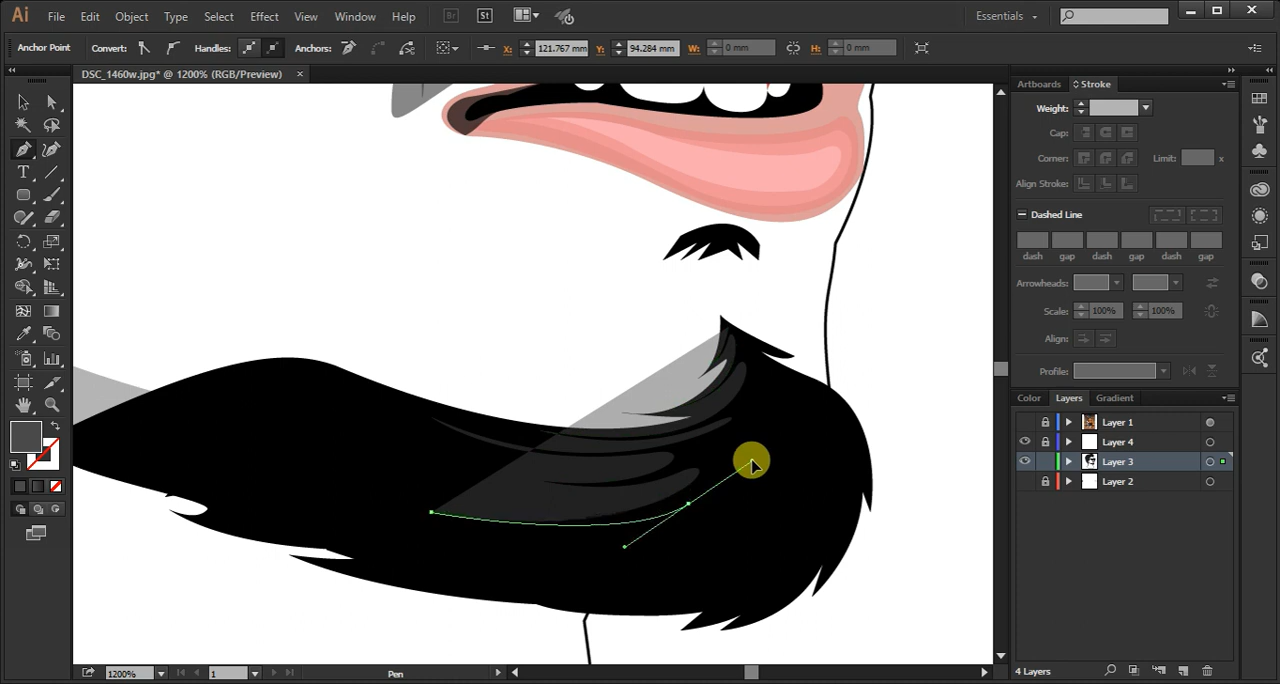 Ai File Edit Object Type Select Effect View Window Help Br St Essentials
Anchor Point Convert: Handles: Anchors: X: 121.767 mm Y: 94.284 mm W: 0 mm H: 0 mm
DSC_1460w.jpg* @ 1200% (RGB/Preview) ×
Artboards Stroke
Weight:
Cap:
Corner: Limit: x
Align Stroke:
Dashed Line
dash gap dash gap dash gap
Arrowheads:
Scale: 100% 100%
Align:
Profile:
Color Layers Gradient
Layer 1
Layer 4
Layer 3
Layer 2
4 Layers
1200% 1 Pen